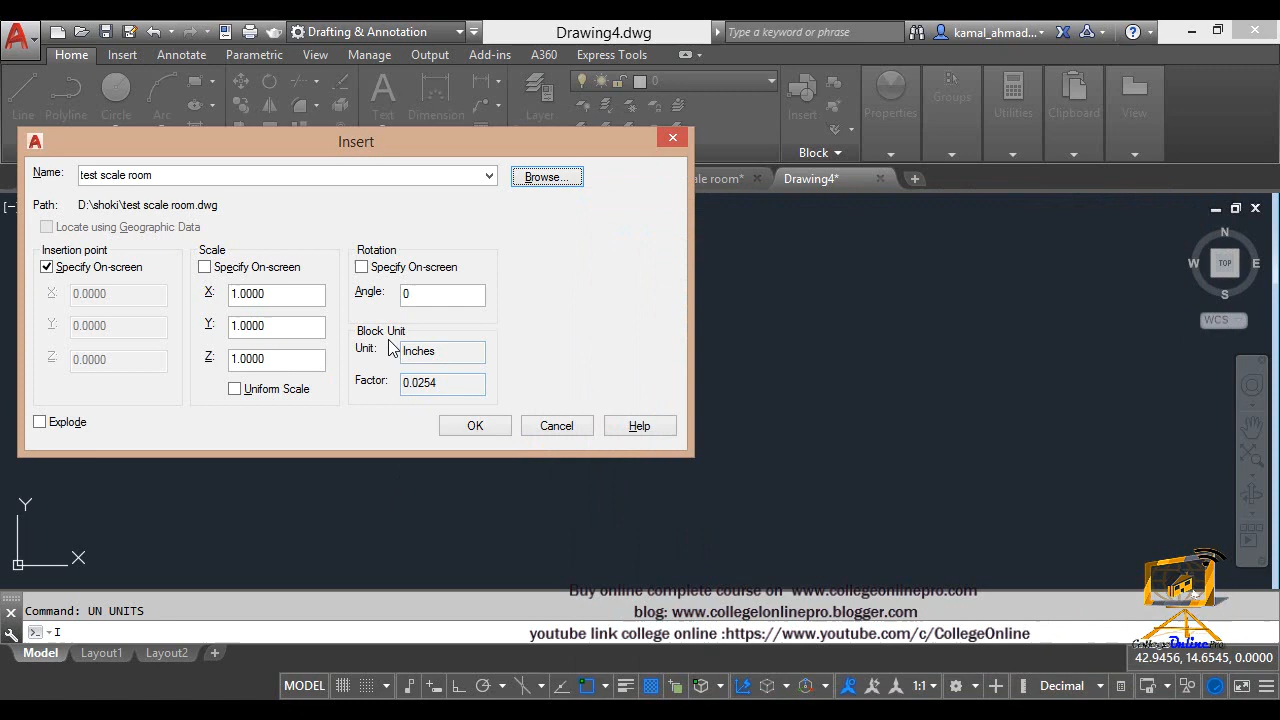 Drafting & Annotation
Drawing4.dwg
Type a keyword or phrase
kamal_ahmad...
Home Insert Annotate Parametric View Manage Output Add-ins A360 Express Tools
Line Polyline Circle Arc Text Dimension Layer 0 Insert Properties Groups Utilities Clipboard View
Block
Insert
cale room* Drawing4*
Name: test scale room Browse...
Path: D:\shoki\test scale room.dwg
Locate using Geographic Data
Insertion point Scale Rotation
Specify On-screen Specify On-screen Specify On-screen
X: 0.0000 X: 1.0000 Angle: 0
Y: 0.0000 Y: 1.0000 Block Unit
Unit: Inches
Z: 0.0000 Z: 1.0000
Factor: 0.0254
Uniform Scale
Explode OK Cancel Help
N
W TOP E
S
WCS
Y
X
Buy online complete course on www.collegeonlinepro.com
Command: UN UNITS
blog: www.collegelonlinepro.blogger.com
I
youtube link college online :https://www.youtube.com/c/CollegeOnline
College Online Pro
Model Layout1 Layout2
42.9456, 14.6545, 0.0000
MODEL 1:1 Decimal